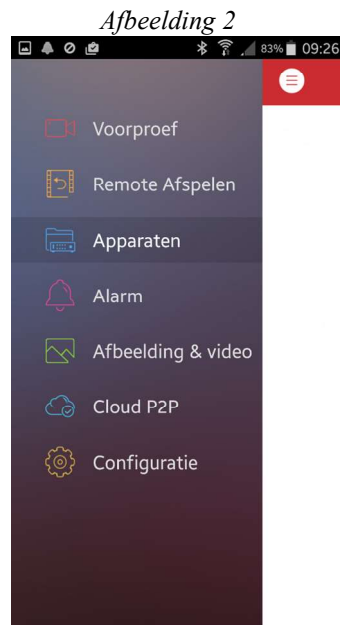 Afbeelding 2
83% 09:26
Voorproef
Remote Afspelen
Apparaten
Alarm
Afbeelding & video
Cloud P2P
Configuratie